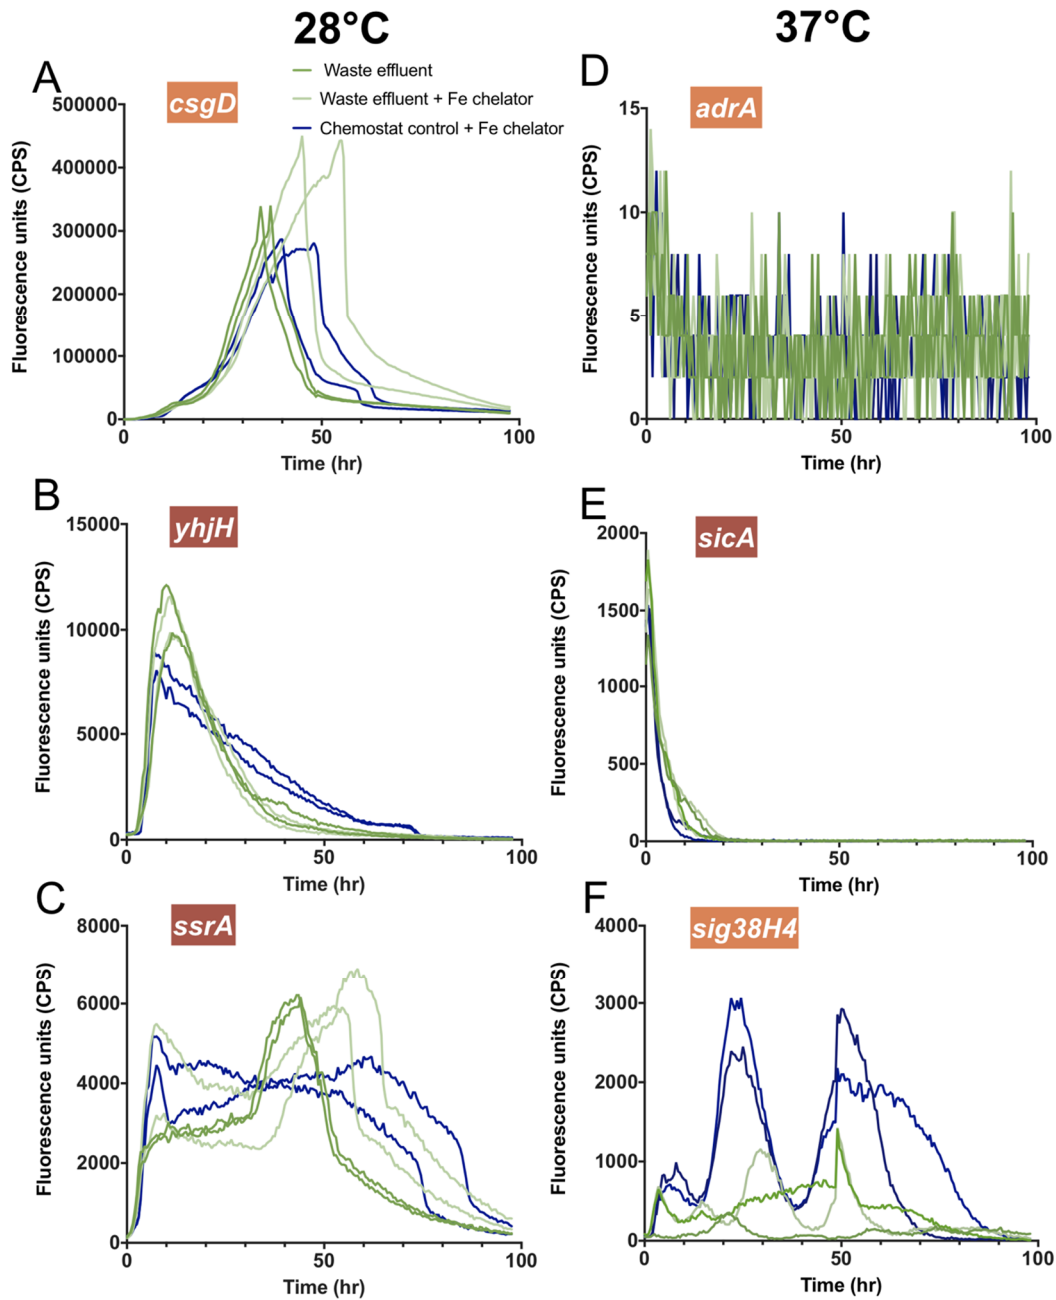 28°C
37°C
A
csgD
Waste effluent
Waste effluent + Fe chelator
Chemostat control + Fe chelator
500000
400000
300000
200000
100000
0
0
50
100
Fluorescence units (CPS)
Time (hr)
D
adrA
15
10
5
0
0
50
100
Fluorescence units (CPS)
Time (hr)
B
yhjH
15000
10000
5000
0
0
50
100
Fluorescence units (CPS)
Time (hr)
E
sicA
2000
1500
1000
500
0
0
50
100
Fluorescence units (CPS)
Time (hr)
C
ssrA
8000
6000
4000
2000
0
0
50
100
Fluorescence units (CPS)
Time (hr)
F
sig38H4
4000
3000
2000
1000
0
0
50
100
Fluorescence units (CPS)
Time (hr)